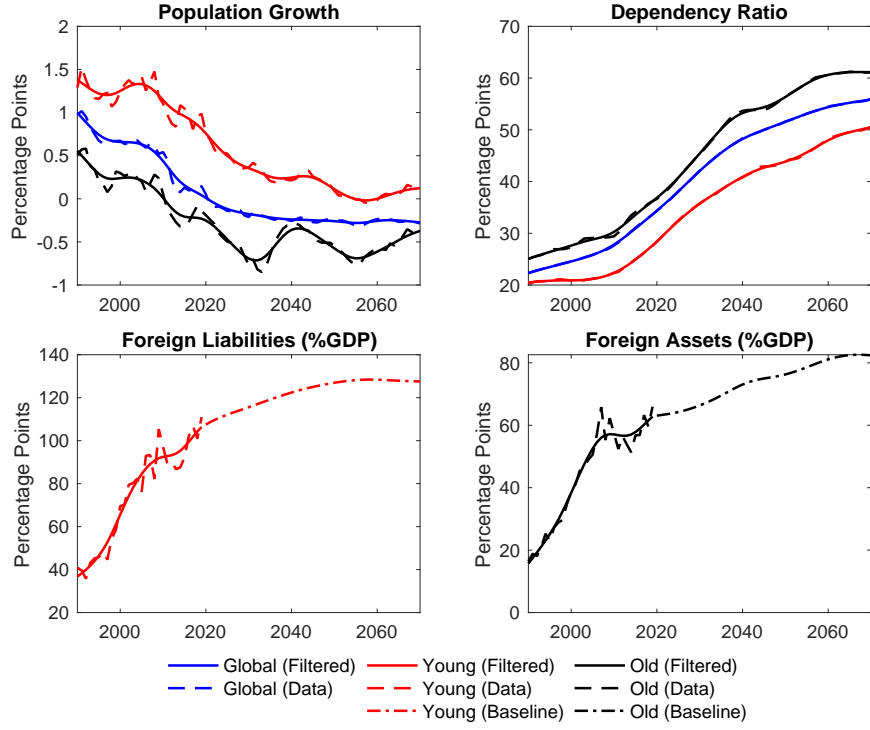 Population Growth
Percentage Points
2
1.5
1
0.5
0
-0.5
-1
2000 2020 2040 2060
Dependency Ratio
Percentage Points
70
60
50
40
30
20
2000 2020 2040 2060
Foreign Liabilities (%GDP)
Percentage Points
140
120
100
80
60
40
20
2000 2020 2040 2060
Foreign Assets (%GDP)
Percentage Points
80
60
40
20
0
2000 2020 2040 2060
Global (Filtered) Young (Filtered) Old (Filtered)
Global (Data) Young (Data) Old (Data)
Young (Baseline) Old (Baseline)